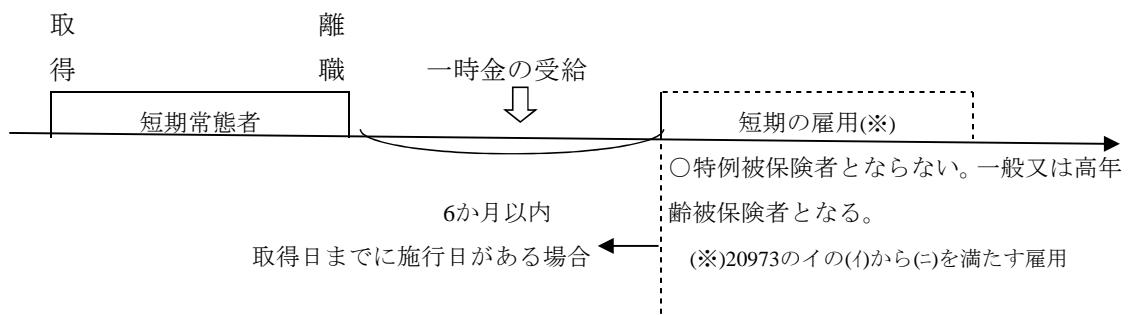 取得
離職
一時金の受給
短期常態者
短期の雇用(※)
○特例被保険者とならない。一般又は高年
齢被保険者となる。
6か月以内
取得日までに施行日がある場合
(※)20973のイの(ｲ)から(ﾆ)を満たす雇用